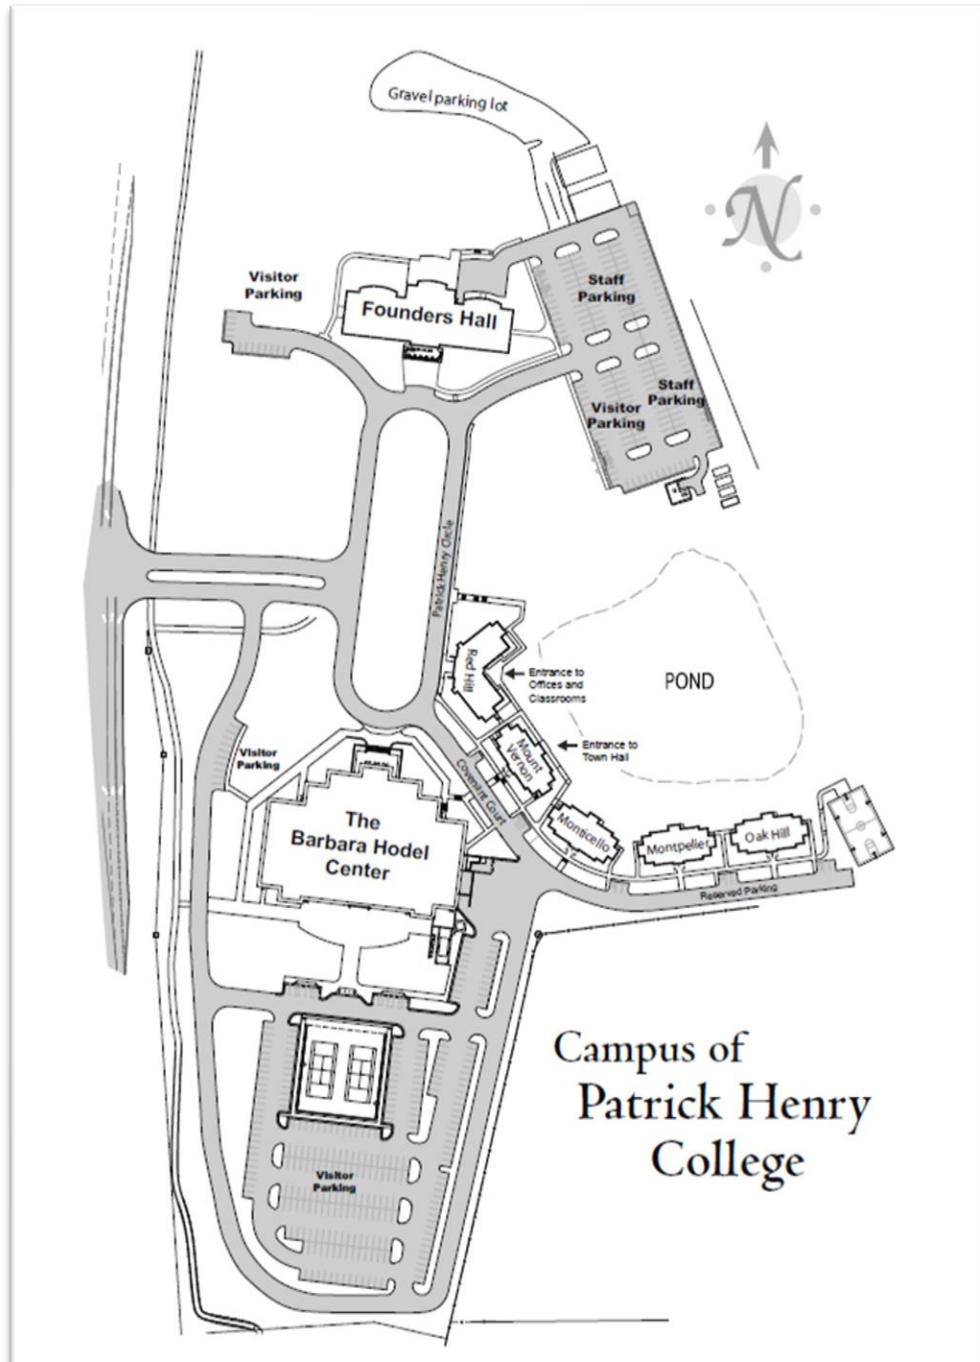 Gravel parking lot
N
Visitor
Parking
Founders Hall
Staff
Parking
Staff
Parking
Visitor
Parking
Patrick Henry Circle
Red Hill
Entrance to
Offices and
Classrooms
POND
Mount
Vernon
Entrance to
Town Hall
Visitor
Parking
Covenant Court
The
Barbara Hodel
Center
Monticello
Montpelier
Oak Hill
Reserved Parking
Campus of
Patrick Henry
College
Visitor
Parking